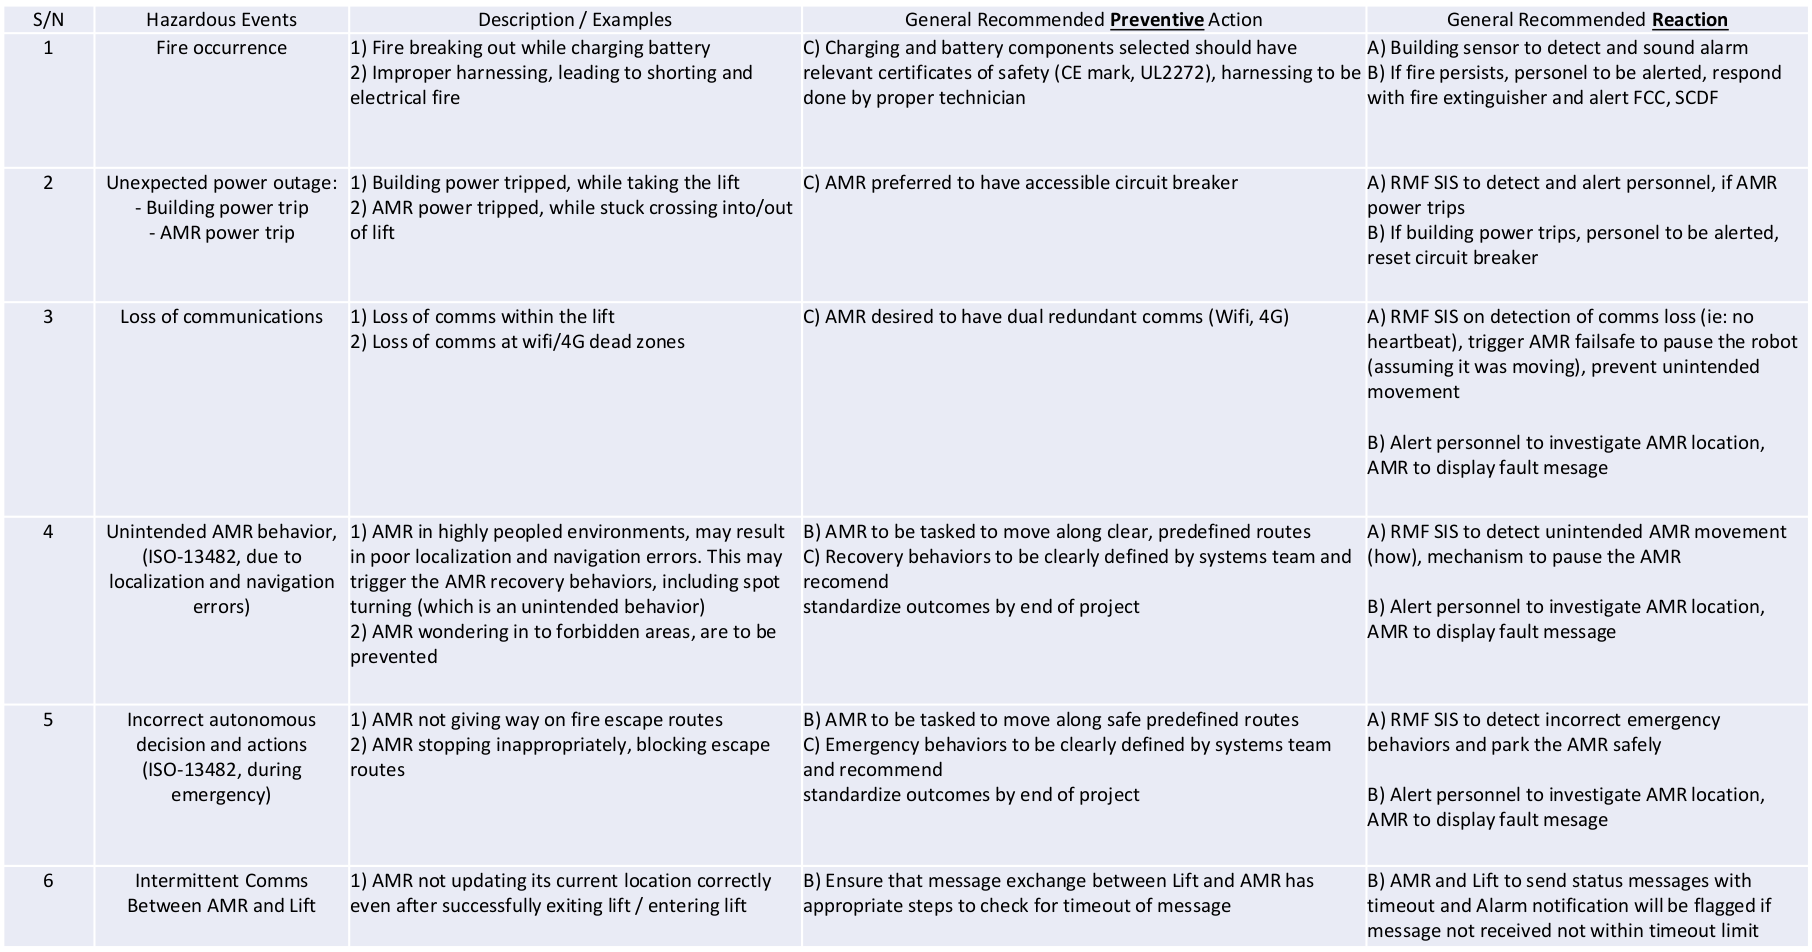 S/N
Hazardous Events
Description / Examples
General Recommended Preventive Action
General Recommended Reaction
1
Fire occurrence
1) Fire breaking out while charging battery
2) Improper harnessing, leading to shorting and
electrical fire
C) Charging and battery components selected should have
relevant certificates of safety (CE mark, UL2272), harnessing to be
done by proper technician
A) Building sensor to detect and sound alarm
B) If fire persists, personel to be alerted, respond
with fire extinguisher and alert FCC, SCDF
2
Unexpected power outage:
- Building power trip
- AMR power trip
1) Building power tripped, while taking the lift
2) AMR power tripped, while stuck crossing into/out
of lift
C) AMR preferred to have accessible circuit breaker
A) RMF SIS to detect and alert personnel, if AMR
power trips
B) If building power trips, personel to be alerted,
reset circuit breaker
3
Loss of communications
1) Loss of comms within the lift
2) Loss of comms at wifi/4G dead zones
C) AMR desired to have dual redundant comms (Wifi, 4G)
A) RMF SIS on detection of comms loss (ie: no
heartbeat), trigger AMR failsafe to pause the robot
(assuming it was moving), prevent unintended
movement
B) Alert personnel to investigate AMR location,
AMR to display fault mesage
4
Unintended AMR behavior,
(ISO-13482, due to
localization and navigation
errors)
1) AMR in highly peopled environments, may result
in poor localization and navigation errors. This may
trigger the AMR recovery behaviors, including spot
turning (which is an unintended behavior)
2) AMR wondering in to forbidden areas, are to be
prevented
B) AMR to be tasked to move along clear, predefined routes
C) Recovery behaviors to be clearly defined by systems team and
recomend
standardize outcomes by end of project
A) RMF SIS to detect unintended AMR movement
(how), mechanism to pause the AMR
B) Alert personnel to investigate AMR location,
AMR to display fault message
5
Incorrect autonomous
decision and actions
(ISO-13482, during
emergency)
1) AMR not giving way on fire escape routes
2) AMR stopping inappropriately, blocking escape
routes
B) AMR to be tasked to move along safe predefined routes
C) Emergency behaviors to be clearly defined by systems team
and recommend
standardize outcomes by end of project
A) RMF SIS to detect incorrect emergency
behaviors and park the AMR safely
B) Alert personnel to investigate AMR location,
AMR to display fault mesage
6
Intermittent Comms
Between AMR and Lift
1) AMR not updating its current location correctly
even after successfully exiting lift / entering lift
B) Ensure that message exchange between Lift and AMR has
appropriate steps to check for timeout of message
B) AMR and Lift to send status messages with
timeout and Alarm notification will be flagged if
message not received not within timeout limit